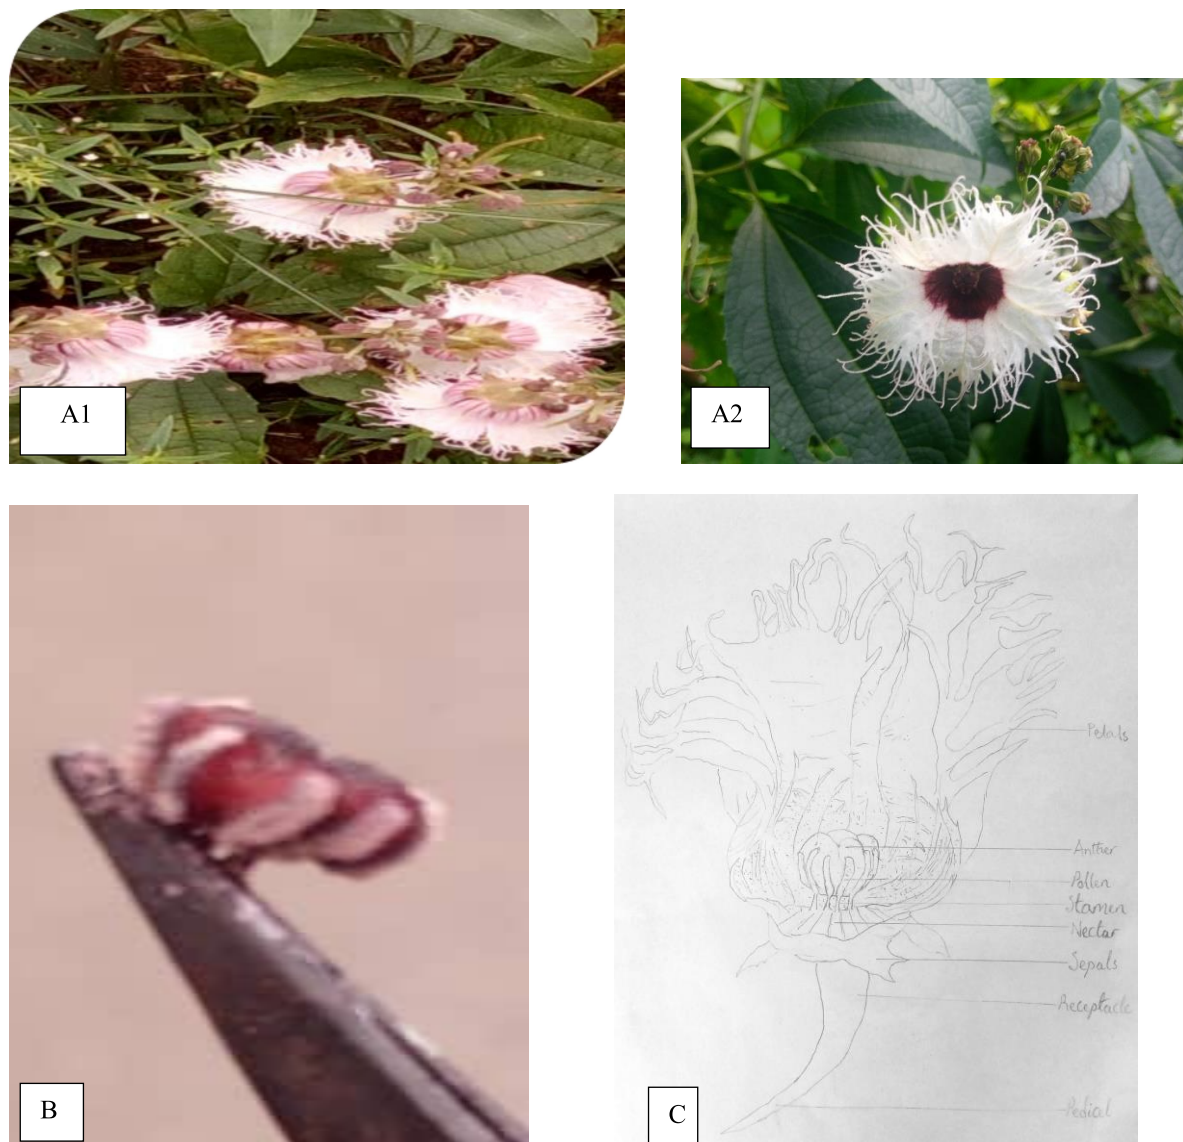 A1
A2
B
Petals
Anther
Pollen
Stamen
Nectar
Sepals
Receptacle
Pedial
C